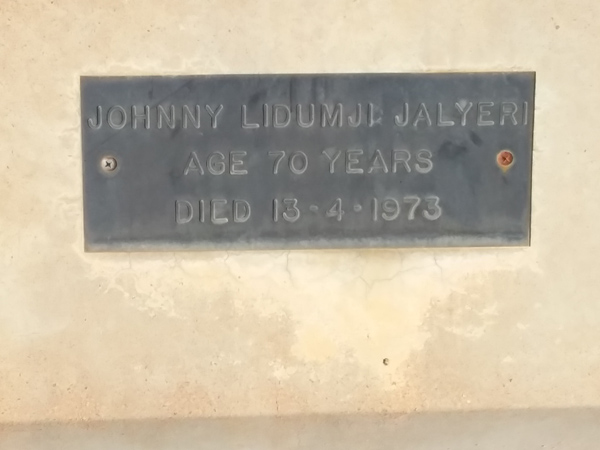 JOHNNY LIDUMJI JALYERI
AGE 70 YEARS
DIED 13-4-1973